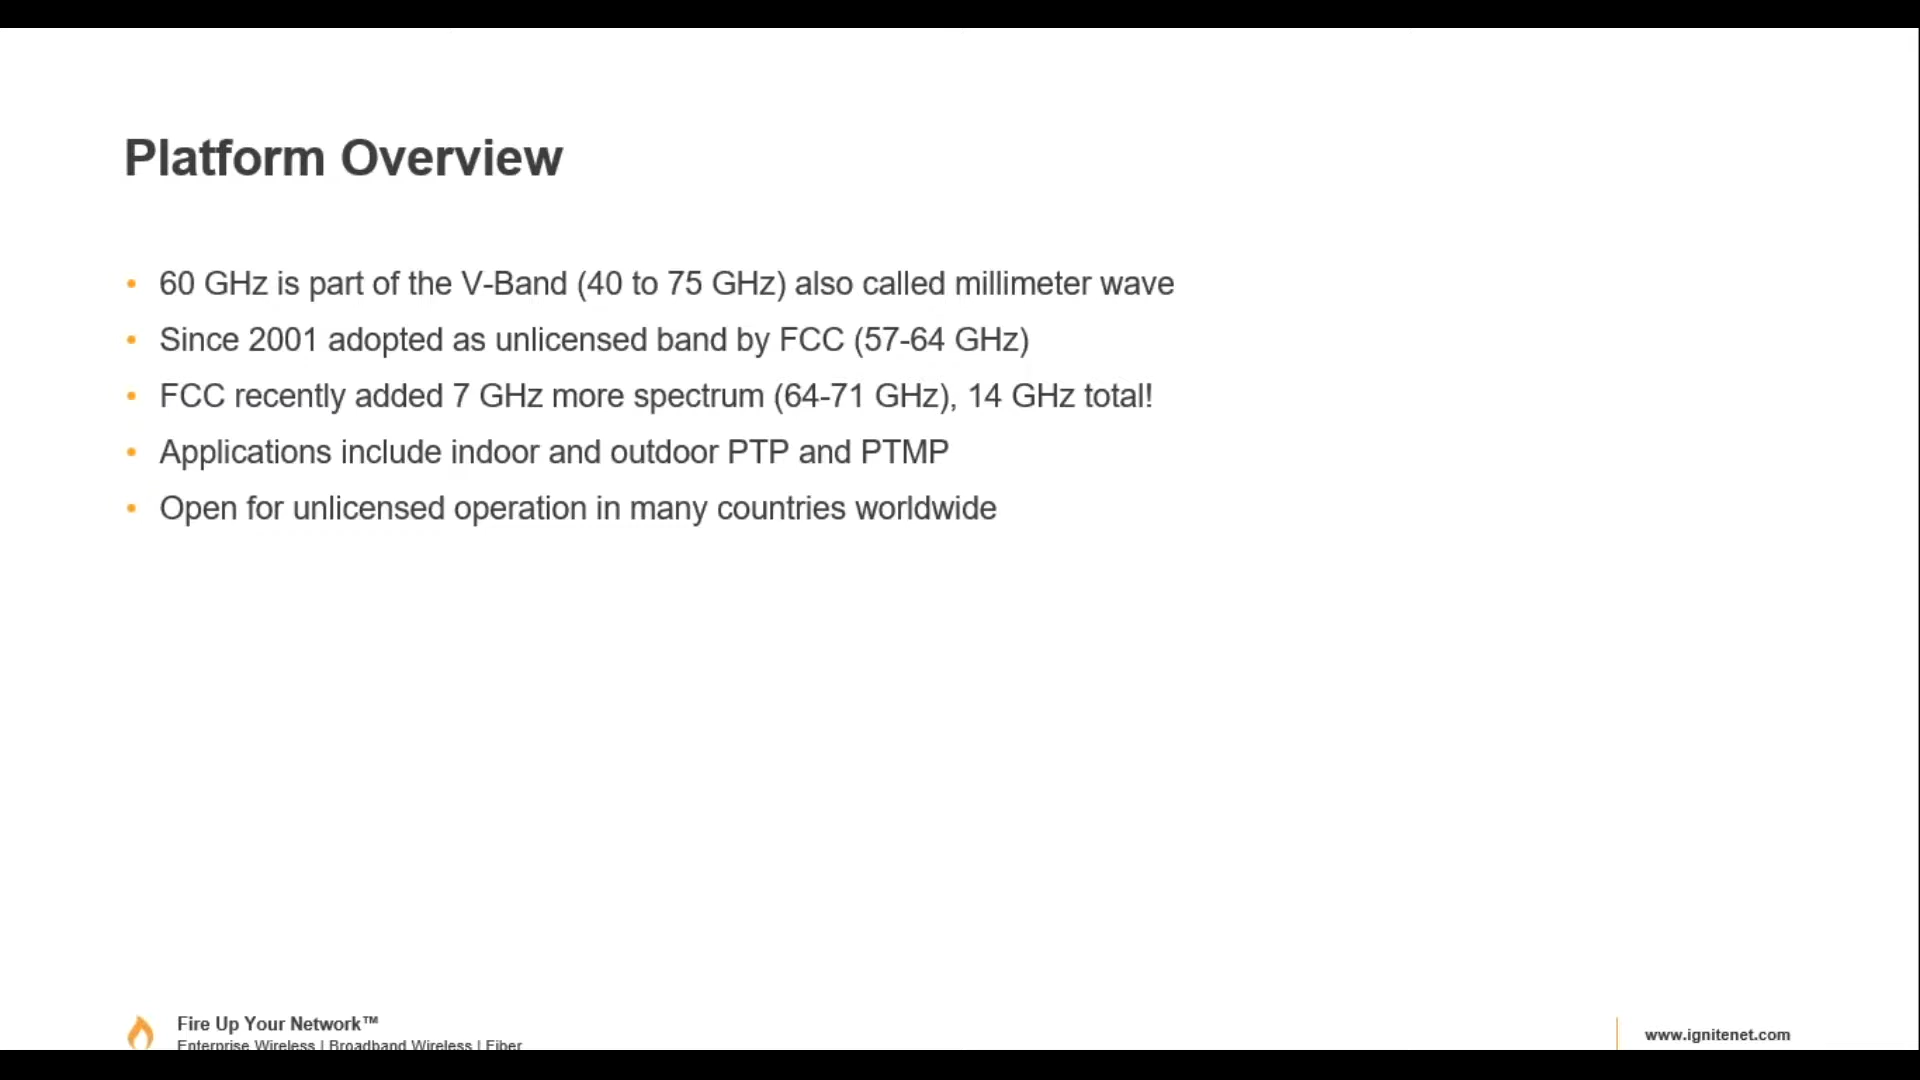 Platform Overview
• 60 GHz is part of the V-Band (40 to 75 GHz) also called millimeter wave
• Since 2001 adopted as unlicensed band by FCC (57-64 GHz)
• FCC recently added 7 GHz more spectrum (64-71 GHz), 14 GHz total!
• Applications include indoor and outdoor PTP and PTMP
• Open for unlicensed operation in many countries worldwide
Fire Up Your Network™
Enterprise Wireless | Broadband Wireless | Fiber
www.ignitenet.com